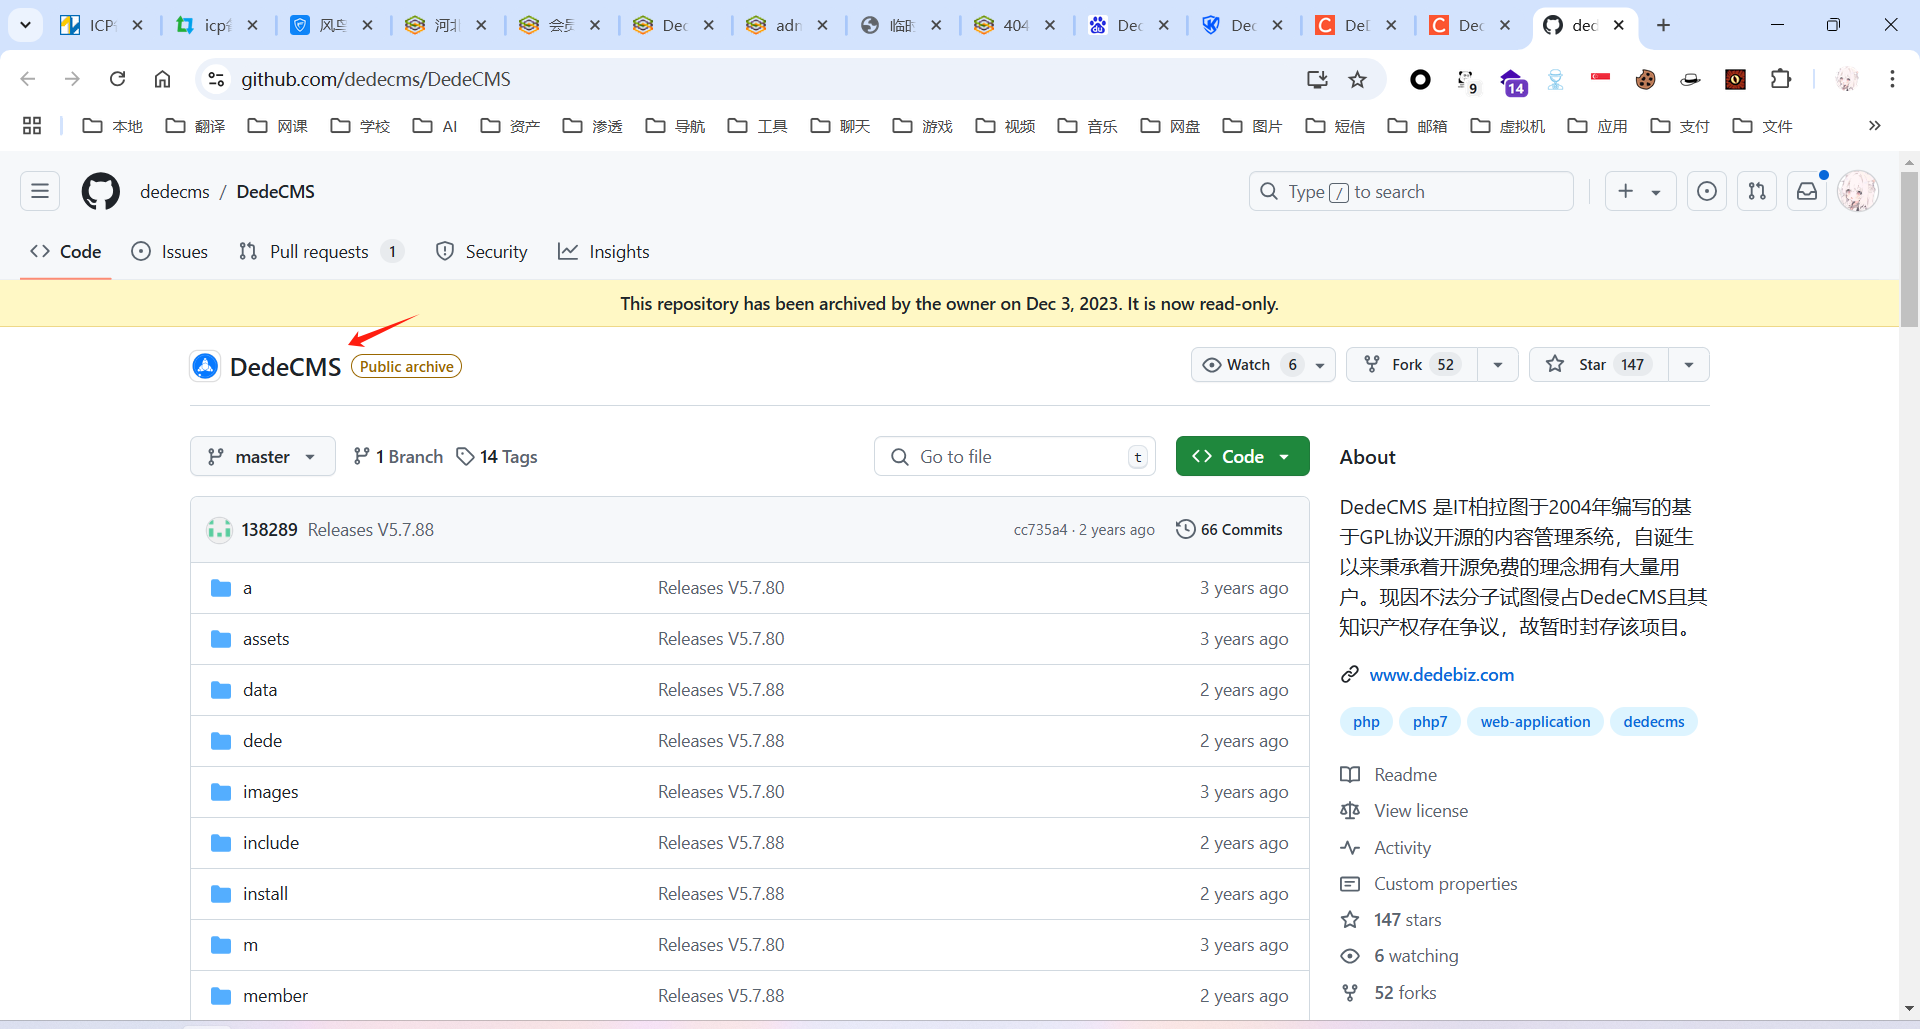 ICP
icp
风鸟
河北
会员
Dec
adn
临时
404
Dec
Dec
Del
Dec
ded
github.com/dedecms/DedeCMS
9
14
本地
翻译
网课
学校
AI
资产
渗透
导航
工具
聊天
游戏
视频
音乐
网盘
图片
短信
邮箱
虚拟机
应用
支付
文件
dedecms / DedeCMS
Type / to search
Code
Issues
Pull requests 1
Security
Insights
This repository has been archived by the owner on Dec 3, 2023. It is now read-only.
DedeCMS Public archive
Watch 6
Fork 52
Star 147
master
1 Branch
14 Tags
Go to file t
Code
138289 Releases V5.7.88 cc735a4 · 2 years ago 66 Commits
a Releases V5.7.80 3 years ago
assets Releases V5.7.80 3 years ago
data Releases V5.7.88 2 years ago
dede Releases V5.7.88 2 years ago
images Releases V5.7.80 3 years ago
include Releases V5.7.88 2 years ago
install Releases V5.7.88 2 years ago
m Releases V5.7.80 3 years ago
member Releases V5.7.88 2 years ago
About
DedeCMS 是IT柏拉图于2004年编写的基
于GPL协议开源的内容管理系统，自诞生
以来秉承着开源免费的理念拥有大量用
户。现因不法分子试图侵占DedeCMS且其
知识产权存在争议，故暂时封存该项目。
www.dedebiz.com
php php7 web-application dedecms
Readme
View license
Activity
Custom properties
147 stars
6 watching
52 forks